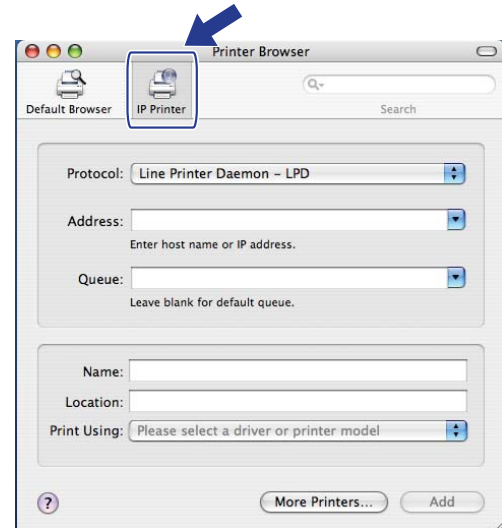 Printer Browser
Default Browser
IP Printer
Search
Protocol: Line Printer Daemon – LPD
Address:
Enter host name or IP address.
Queue:
Leave blank for default queue.
Name:
Location:
Print Using: Please select a driver or printer model
?
More Printers...
Add